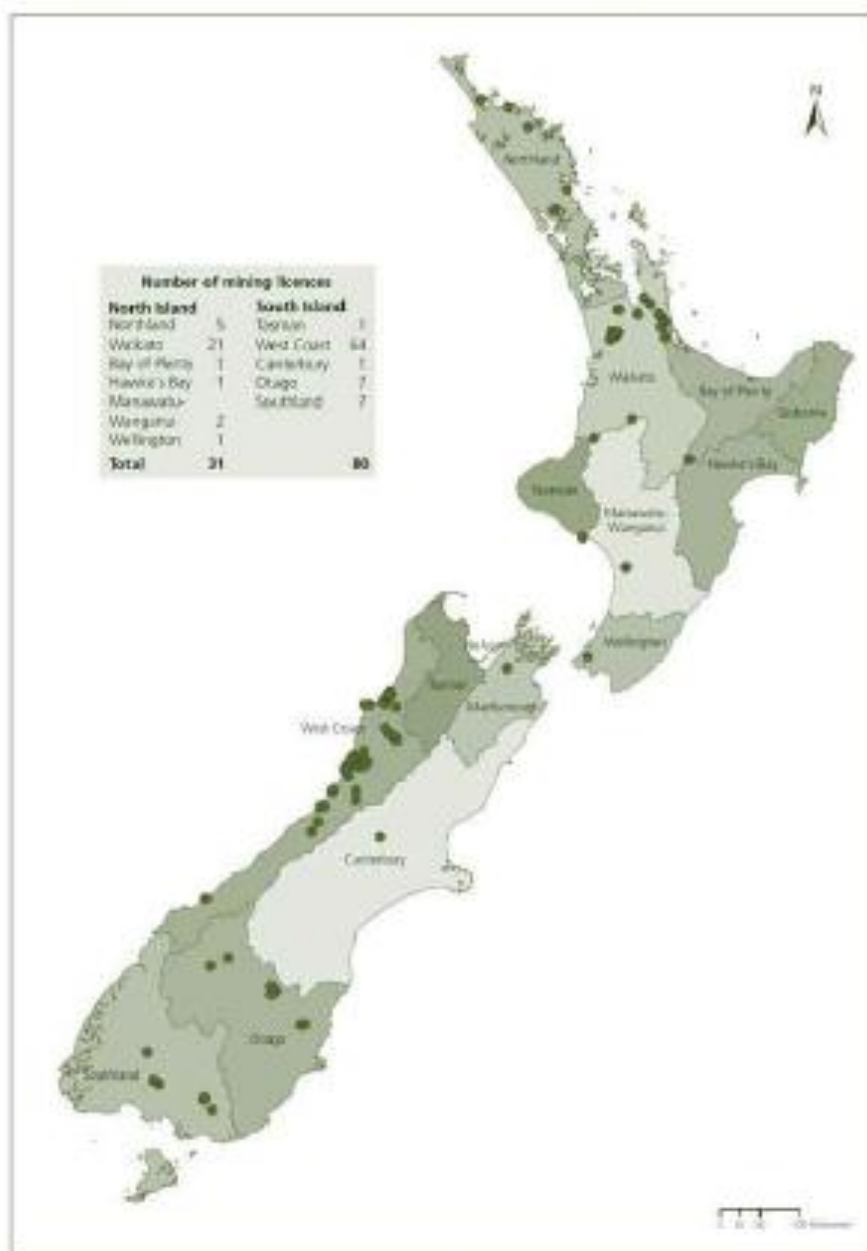 N
Northland
Number of mining licences
North Island South Island
Northland 5 Tasman 1
Waikato 21 West Coast 64
Bay of Plenty 1 Canterbury 1
Hawke's Bay 1 Otago 7
Manawatu- Southland 7
Wanganui 2
Wellington 1
Total 31 80
Waikato
Bay of Plenty
Gisborne
Hawke's Bay
Taranaki
Manawatu-
Wanganui
Wellington
Tasman
Marlborough
West Coast
Canterbury
Otago
Southland